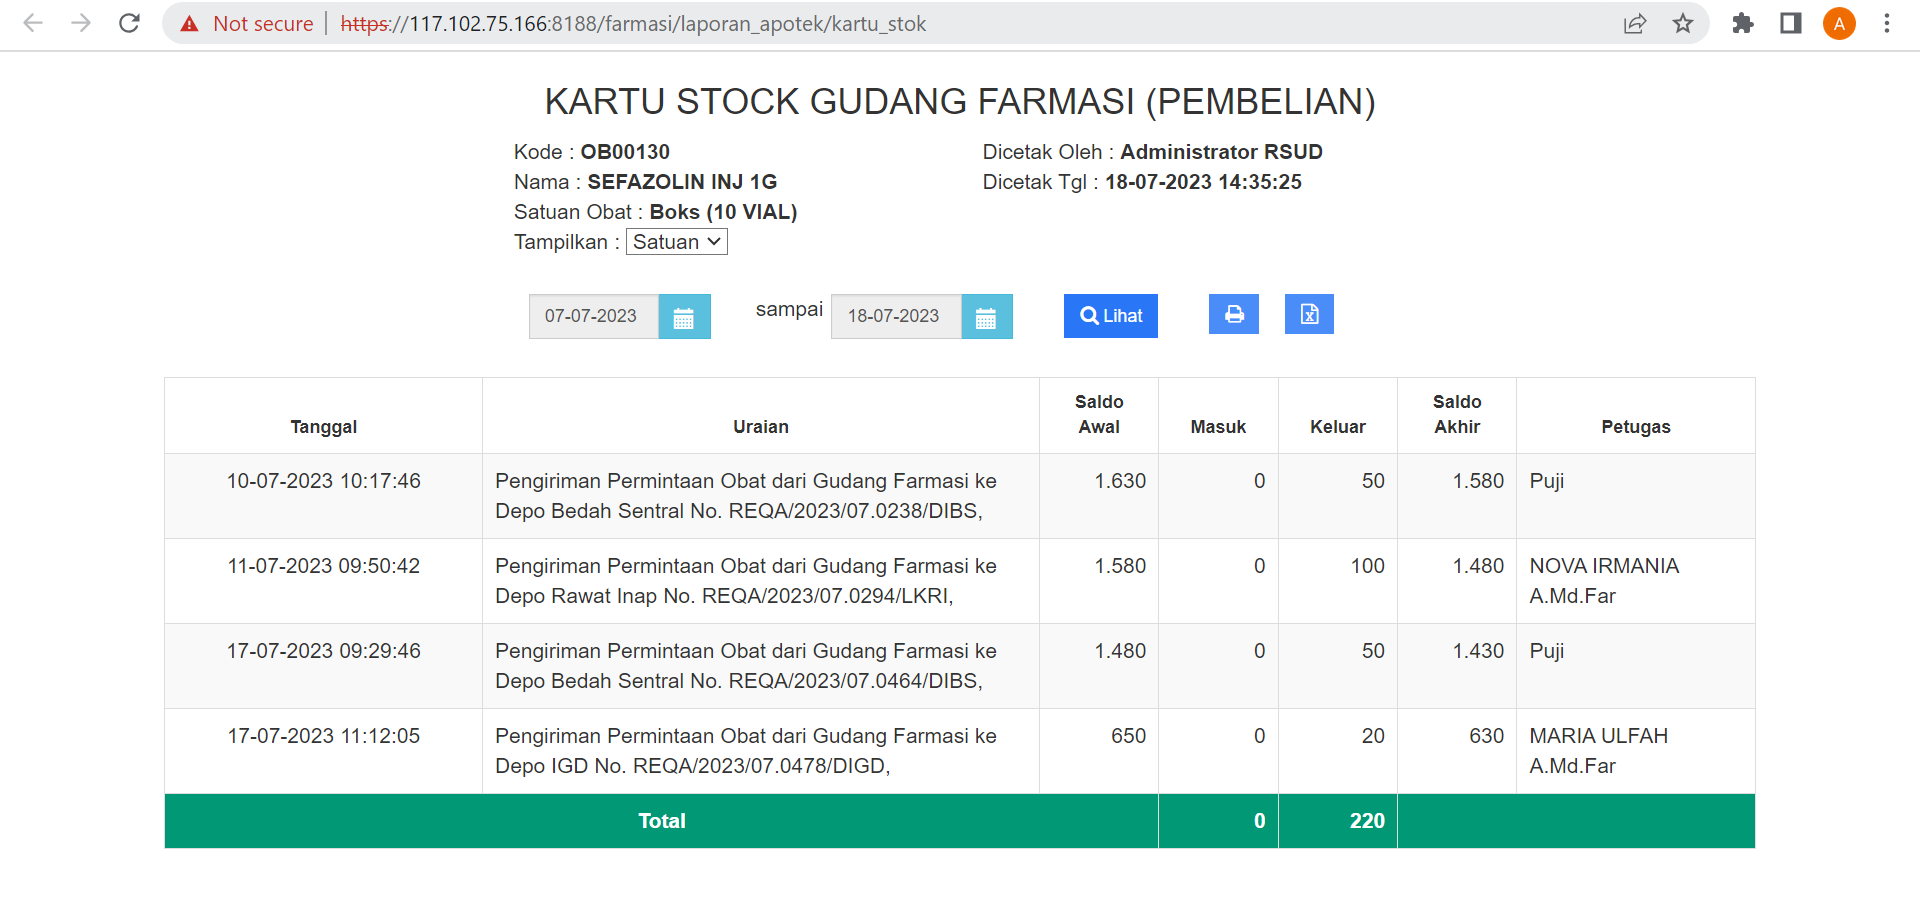 Not secure | https://117.102.75.166:8188/farmasi/laporan_apotek/kartu_stok
A
KARTU STOCK GUDANG FARMASI (PEMBELIAN)
Kode : OB00130
Dicetak Oleh : Administrator RSUD
Nama : SEFAZOLIN INJ 1G
Dicetak Tgl : 18-07-2023 14:35:25
Satuan Obat : Boks (10 VIAL)
Tampilkan : Satuan
07-07-2023 sampai 18-07-2023 Lihat
Tanggal Uraian Saldo Awal Masuk Keluar Saldo Akhir Petugas
10-07-2023 10:17:46 Pengiriman Permintaan Obat dari Gudang Farmasi ke 1.630 0 50 1.580 Puji
Depo Bedah Sentral No. REQA/2023/07.0238/DIBS,
11-07-2023 09:50:42 Pengiriman Permintaan Obat dari Gudang Farmasi ke 1.580 0 100 1.480 NOVA IRMANIA
Depo Rawat Inap No. REQA/2023/07.0294/LKRI, A.Md.Far
17-07-2023 09:29:46 Pengiriman Permintaan Obat dari Gudang Farmasi ke 1.480 0 50 1.430 Puji
Depo Bedah Sentral No. REQA/2023/07.0464/DIBS,
17-07-2023 11:12:05 Pengiriman Permintaan Obat dari Gudang Farmasi ke 650 0 20 630 MARIA ULFAH
Depo IGD No. REQA/2023/07.0478/DIGD, A.Md.Far
Total 0 220